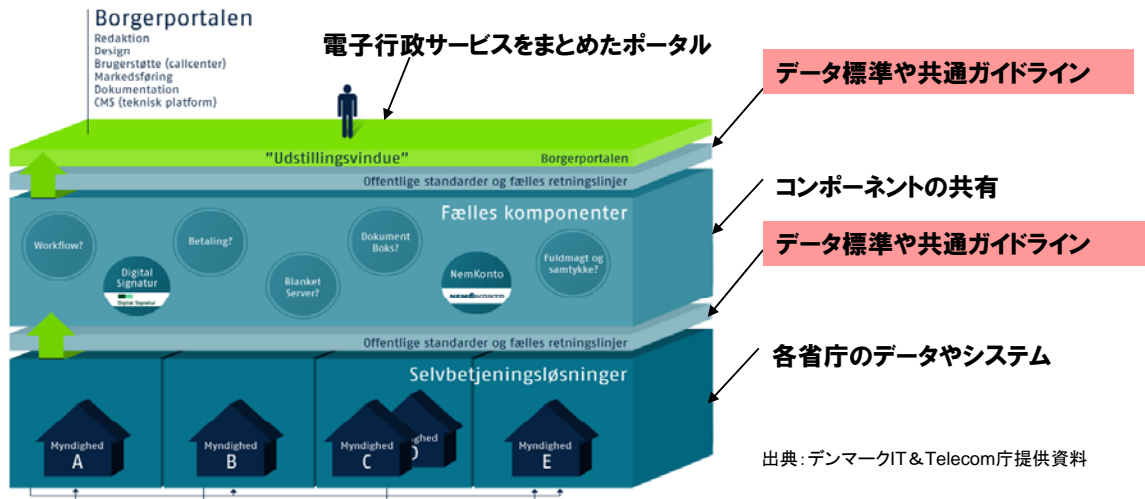 Borgerportalen
Redaktion
Design
Brugerstøtte (callcenter)
Markedsføring
Dokumentation
CMS (teknisk platform)
電子行政サービスをまとめたポータル
データ標準や共通ガイドライン
"Udstillingsvindue"
Borgerportalen
Offentlige standarder og fælles retningslinjer
コンポーネントの共有
Fælles komponenter
Workflow?
Betaling?
Dokument
Boks?
Fuldmagt og
samtykke?
Digital
Signatur
Digital Signatur
Blanket
Server?
NemKonto
NEMKONTO
データ標準や共通ガイドライン
Offentlige standarder og fælles retningslinjer
各省庁のデータやシステム
Selvbetjeningsløsninger
Myndighed
A
Myndighed
B
Myndighed
C
D
Myndighed
E
出典：デンマークIT＆Telecom庁提供資料